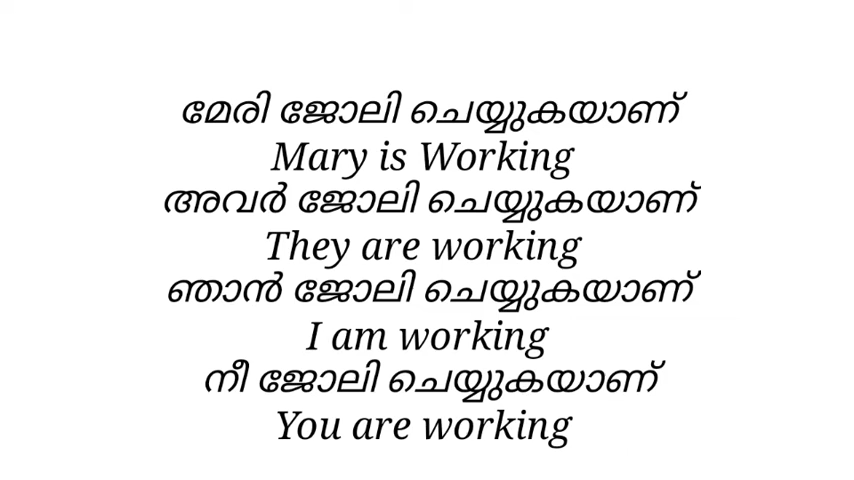 മേരി ജോലി ചെയ്യുകയാണ്
Mary is Working
അവർ ജോലി ചെയ്യുകയാണ്
They are working
ഞാൻ ജോലി ചെയ്യുകയാണ്
I am working
നീ ജോലി ചെയ്യുകയാണ്
You are working